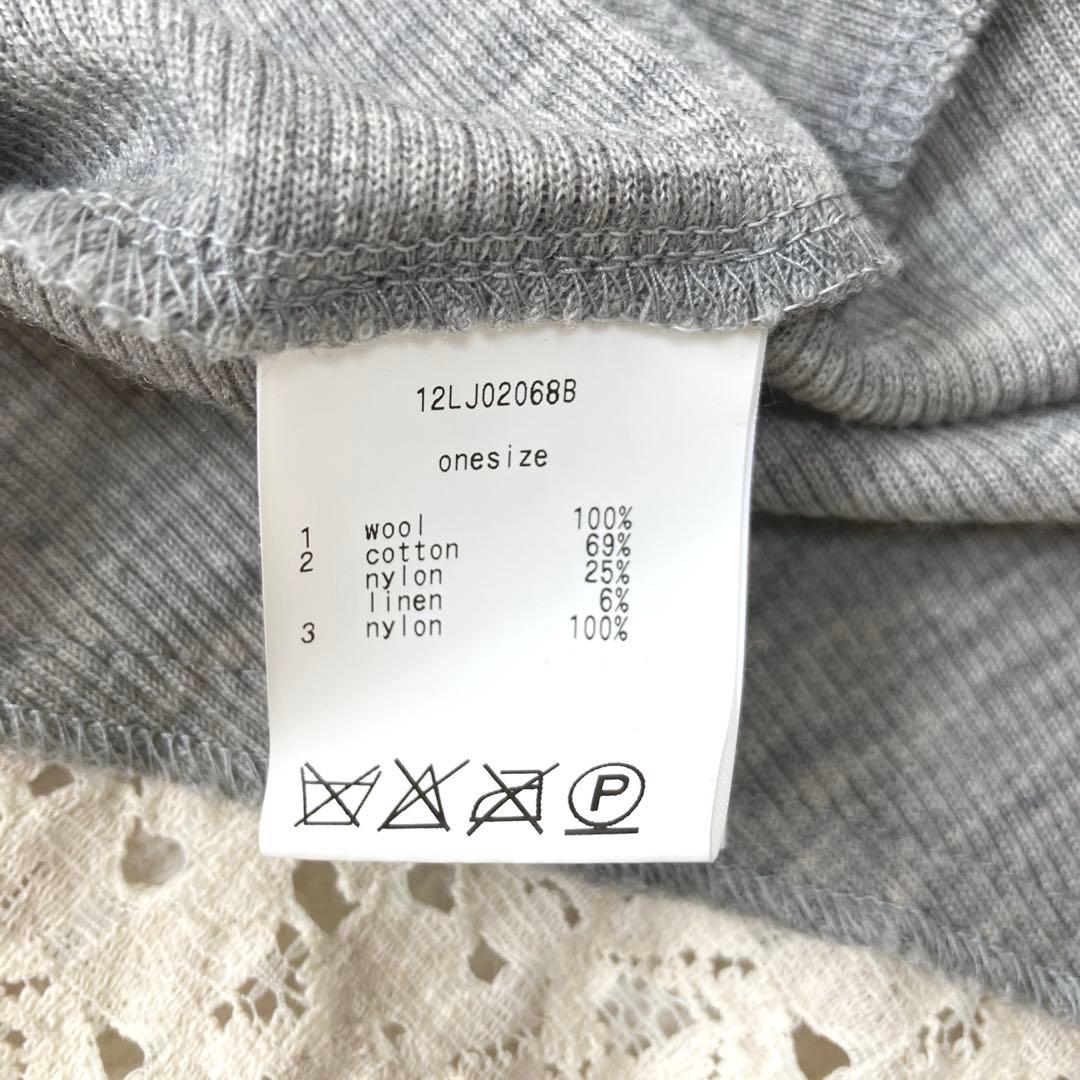 12LJ02068B
onesize
1 wool 100%
2 cotton 69%
nylon 25%
linen 6%
3 nylon 100%
P